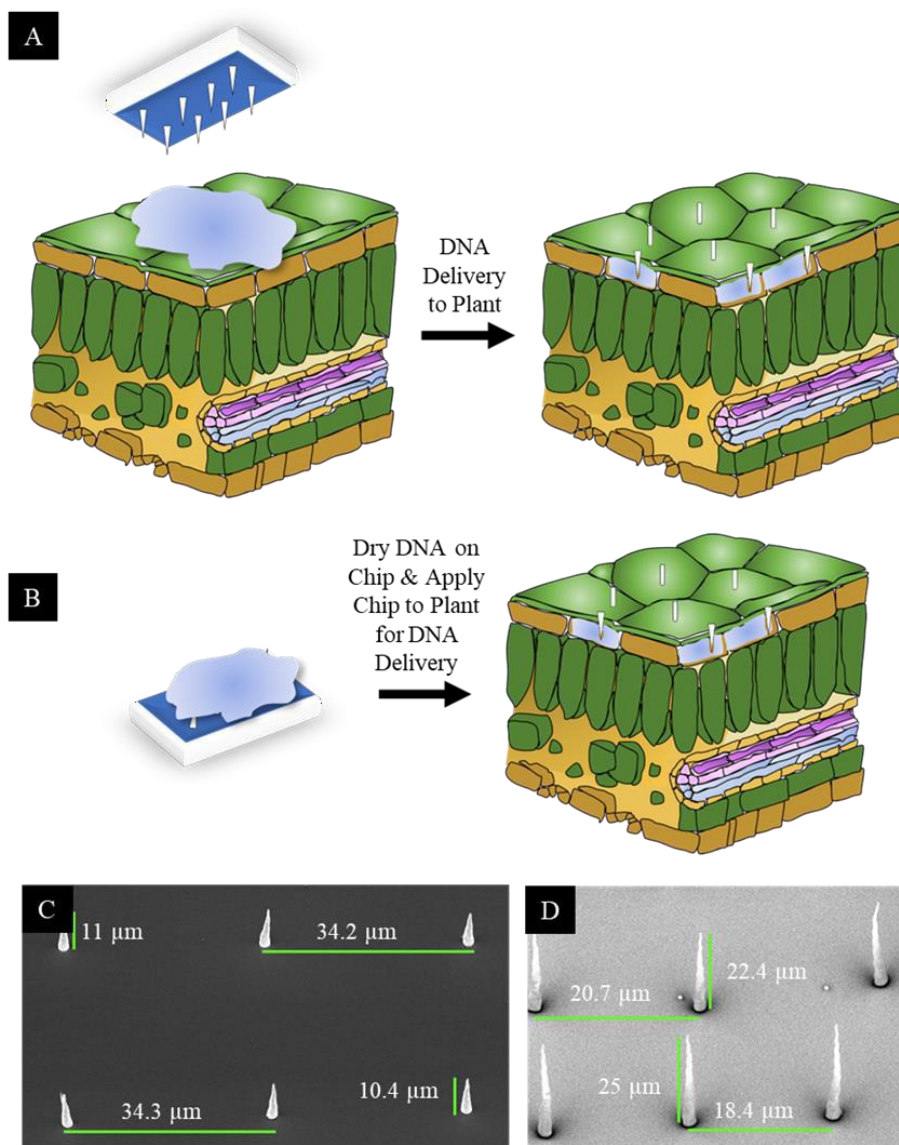 A
DNA
Delivery
to Plant
B
Dry DNA on
Chip & Apply
Chip to Plant
for DNA
Delivery
C
11 µm
34.2 µm
10.4 µm
34.3 µm
D
22.4 µm
20.7 µm
25 µm
18.4 µm